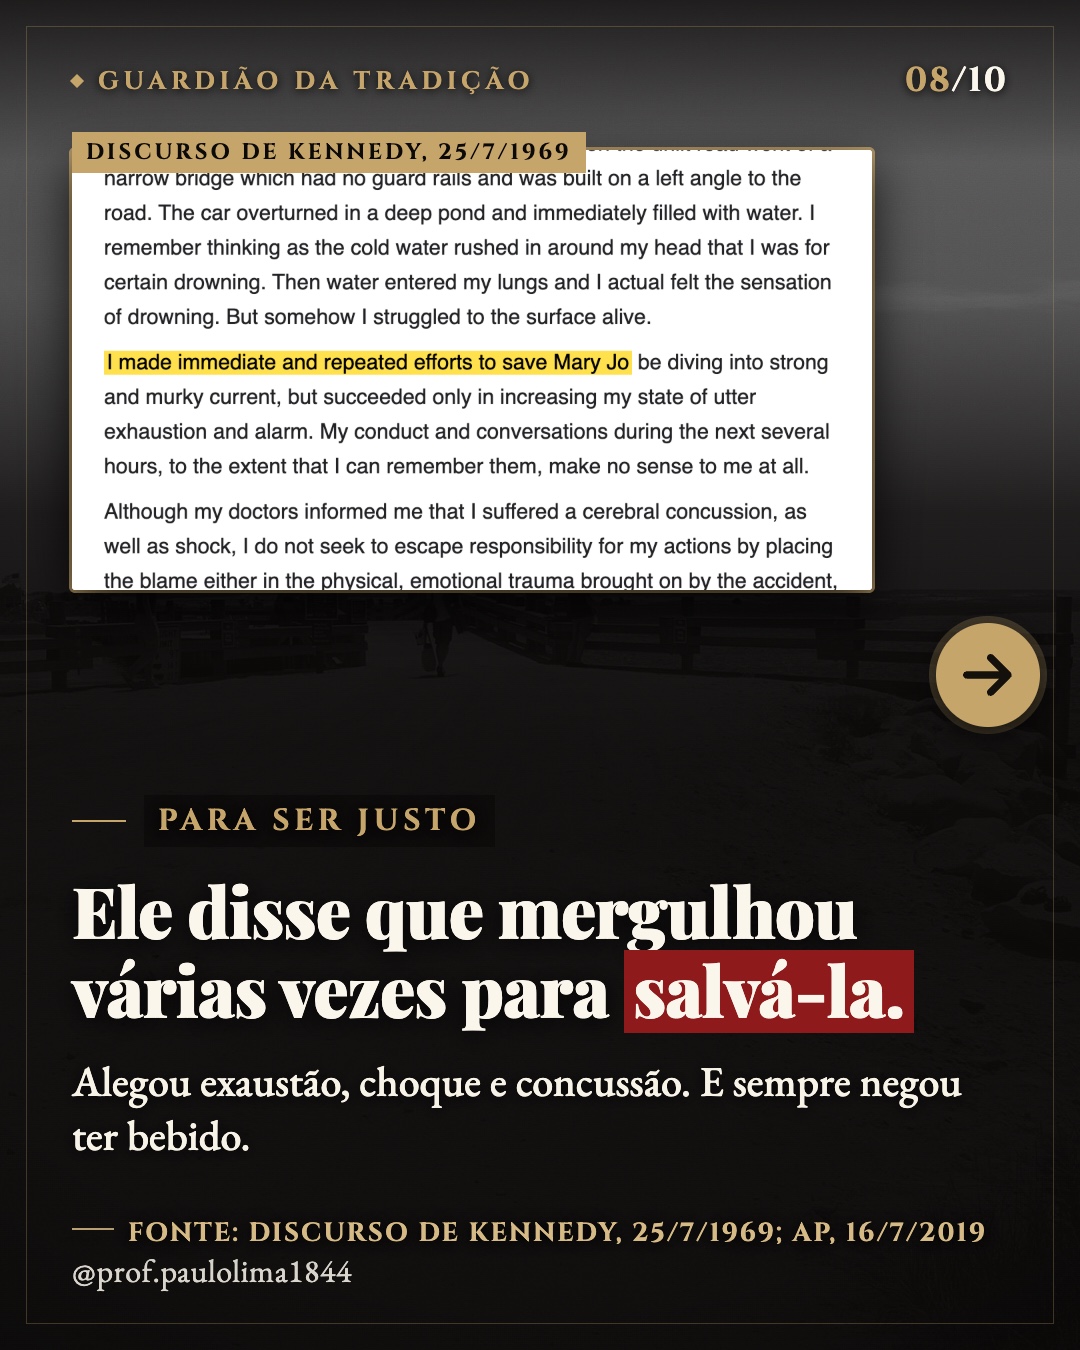 GUARDIÃO DA TRADIÇÃO
08/10
DISCURSO DE KENNEDY, 25/7/1969
narrow bridge which had no guard rails and was built on a left angle to the
road. The car overturned in a deep pond and immediately filled with water. I
remember thinking as the cold water rushed in around my head that I was for
certain drowning. Then water entered my lungs and I actual felt the sensation
of drowning. But somehow I struggled to the surface alive.
I made immediate and repeated efforts to save Mary Jo be diving into strong
and murky current, but succeeded only in increasing my state of utter
exhaustion and alarm. My conduct and conversations during the next several
hours, to the extent that I can remember them, make no sense to me at all.
Although my doctors informed me that I suffered a cerebral concussion, as
well as shock, I do not seek to escape responsibility for my actions by placing
the blame either in the physical, emotional trauma brought on by the accident,
PARA SER JUSTO
Ele disse que mergulhou
várias vezes para salvá-la.
Alegou exaustão, choque e concussão. E sempre negou
ter bebido.
FONTE: DISCURSO DE KENNEDY, 25/7/1969; AP, 16/7/2019
@prof.paulolima1844